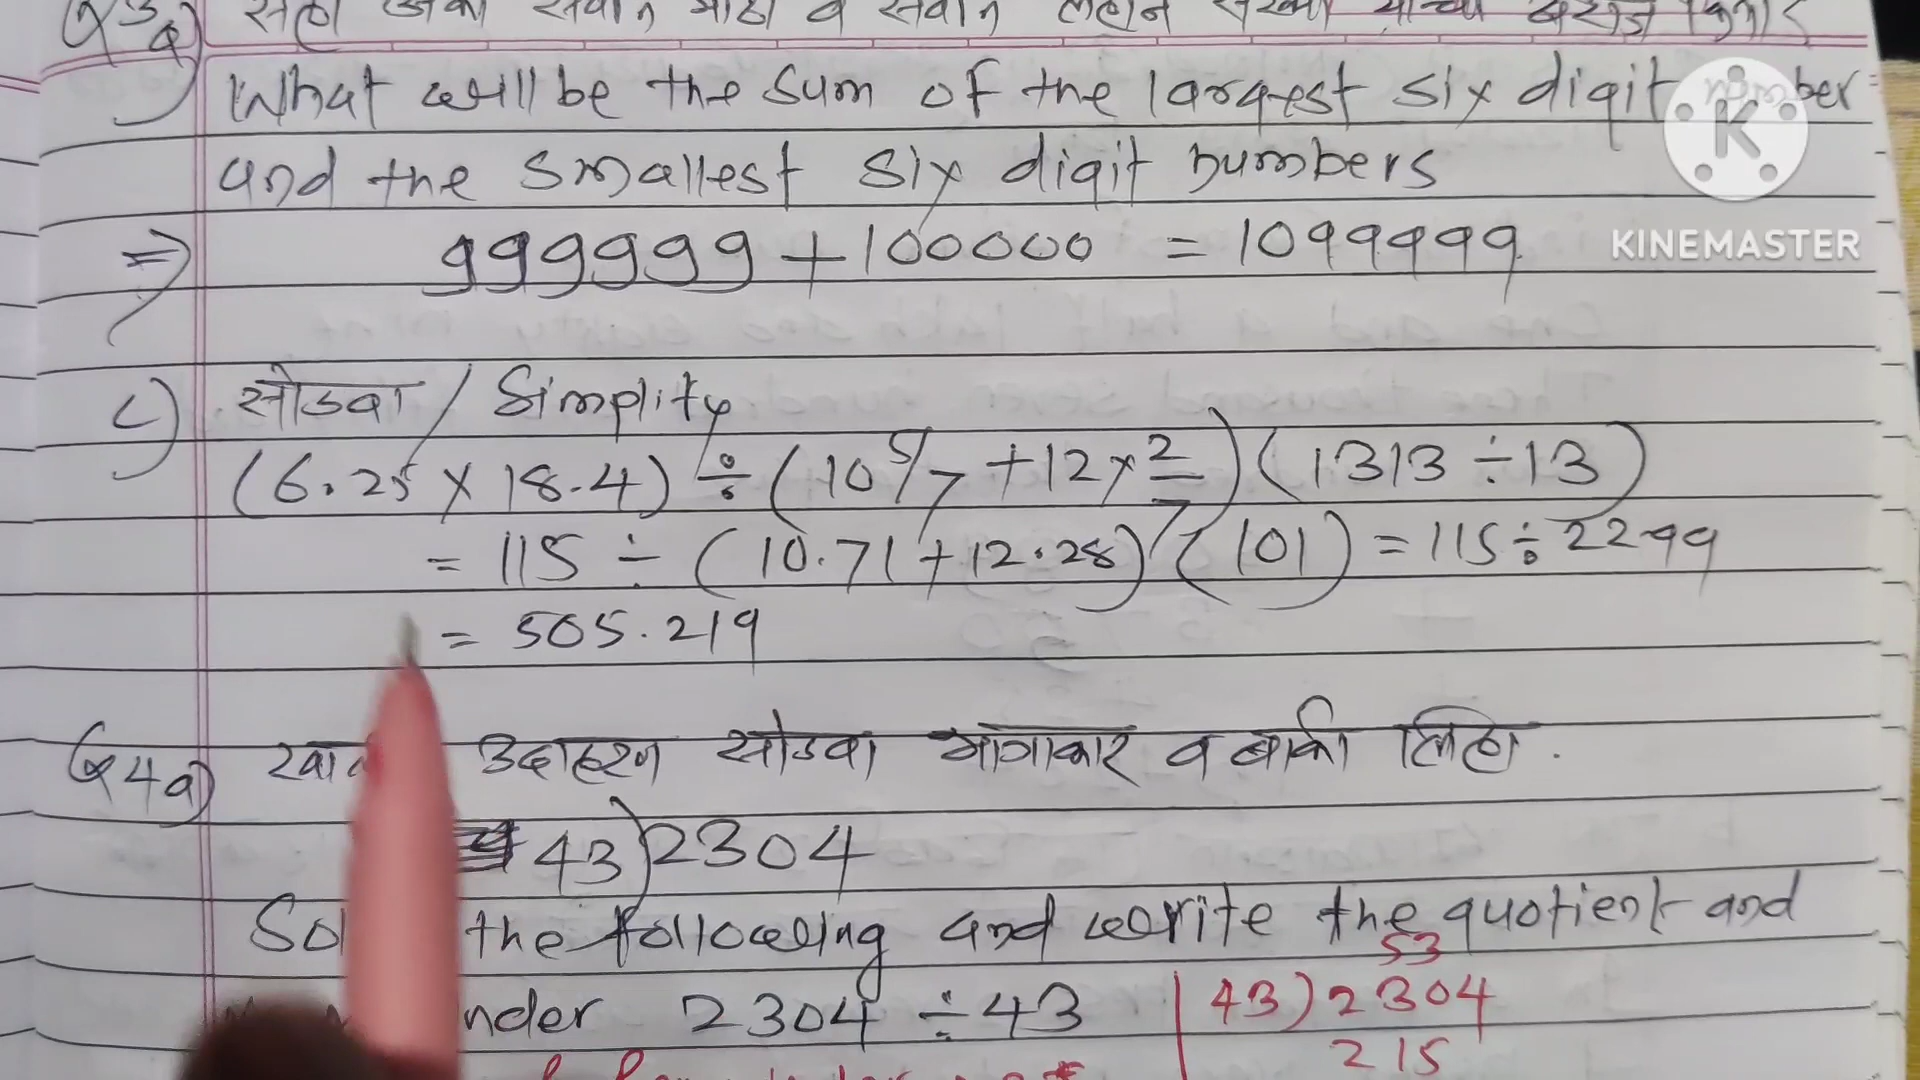 Q3a)
What will be the sum of the largest six digit number
and the smallest six digit numbers
⇒ 999999 + 100000 = 1099999
K
KINEMASTER
c) सोडवा / Simplify
(6.25 × 18.4) ÷ (10 5/7 + 12 × 2/7) (1313 ÷ 13)
= 115 ÷ (10.71 + 12.28) (101) = 115 ÷ 2299
= 505.219
Q4a) उदाहरण सोडवा भागाकार व बाकी लिहा.
43)2304
the following and write the quotient and
2304 ÷ 43
53
43)2304
215